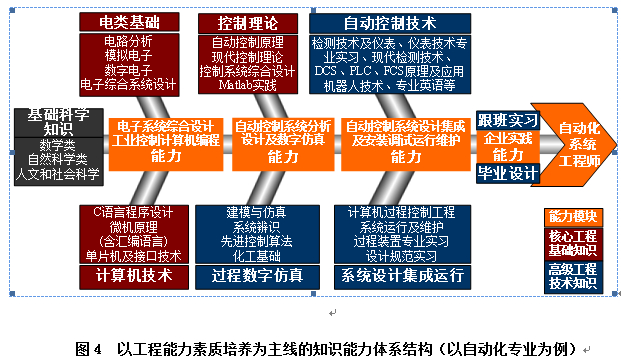 电类基础
电路分析
模拟电子
数字电子
电子综合系统设计
控制理论
自动控制原理
现代控制理论
控制系统综合设计
Matlab实践
自动控制技术
检测技术及仪表、仪表技术专
业实习、现代检测技术、
DCS、PLC、FCS原理及应用
机器人技术、专业英语等
基础科学
知识
数学类
自然科学类
人文和社会科学
电子系统综合设计
工业控制计算机编程
能力
自动控制系统分析
设计及数字仿真
能力
自动控制系统设计集成
及安装调试运行维护
能力
跟班实习
企业实践
能力
毕业设计
自动化
系统
工程师
C语言程序设计
微机原理
(含汇编语言)
单片机及接口技术
计算机技术
建模与仿真
系统辨识
先进控制算法
化工基础
过程数字仿真
计算机过程控制工程
系统运行及维护
过程装置专业实习
设计规范实习
系统设计集成运行
能力模块
核心工程
基础知识
高级工程
技术知识
图4 以工程能力素质培养为主线的知识能力体系结构（以自动化专业为例）